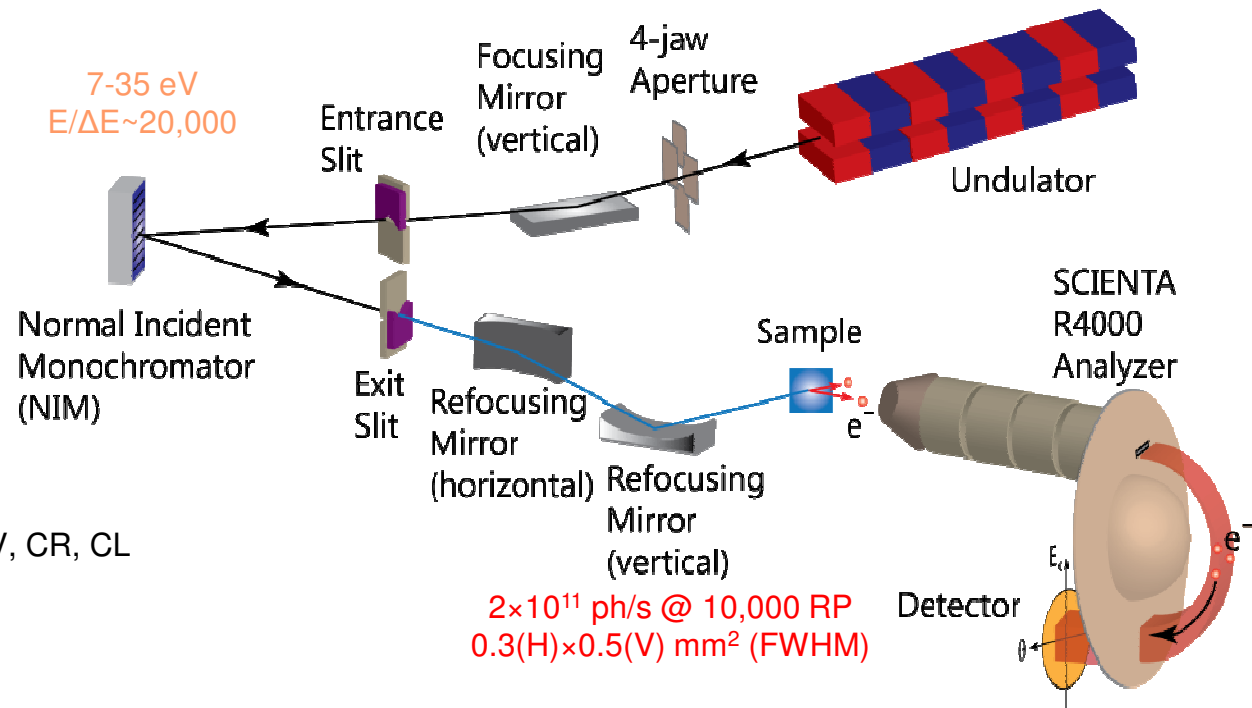 7-35 eV
E/ΔE~20,000
Entrance
Slit
Focusing
Mirror
(vertical)
4-jaw
Aperture
Undulator
Normal Incident
Monochromator
(NIM)
Exit
Slit
Refocusing
Mirror
(horizontal)
Refocusing
Mirror
(vertical)
Sample
e⁻
SCIENTA
R4000
Analyzer
, CR, CL
2×10¹¹ ph/s @ 10,000 RP
0.3(H)×0.5(V) mm² (FWHM)
Detector
e⁻
θ